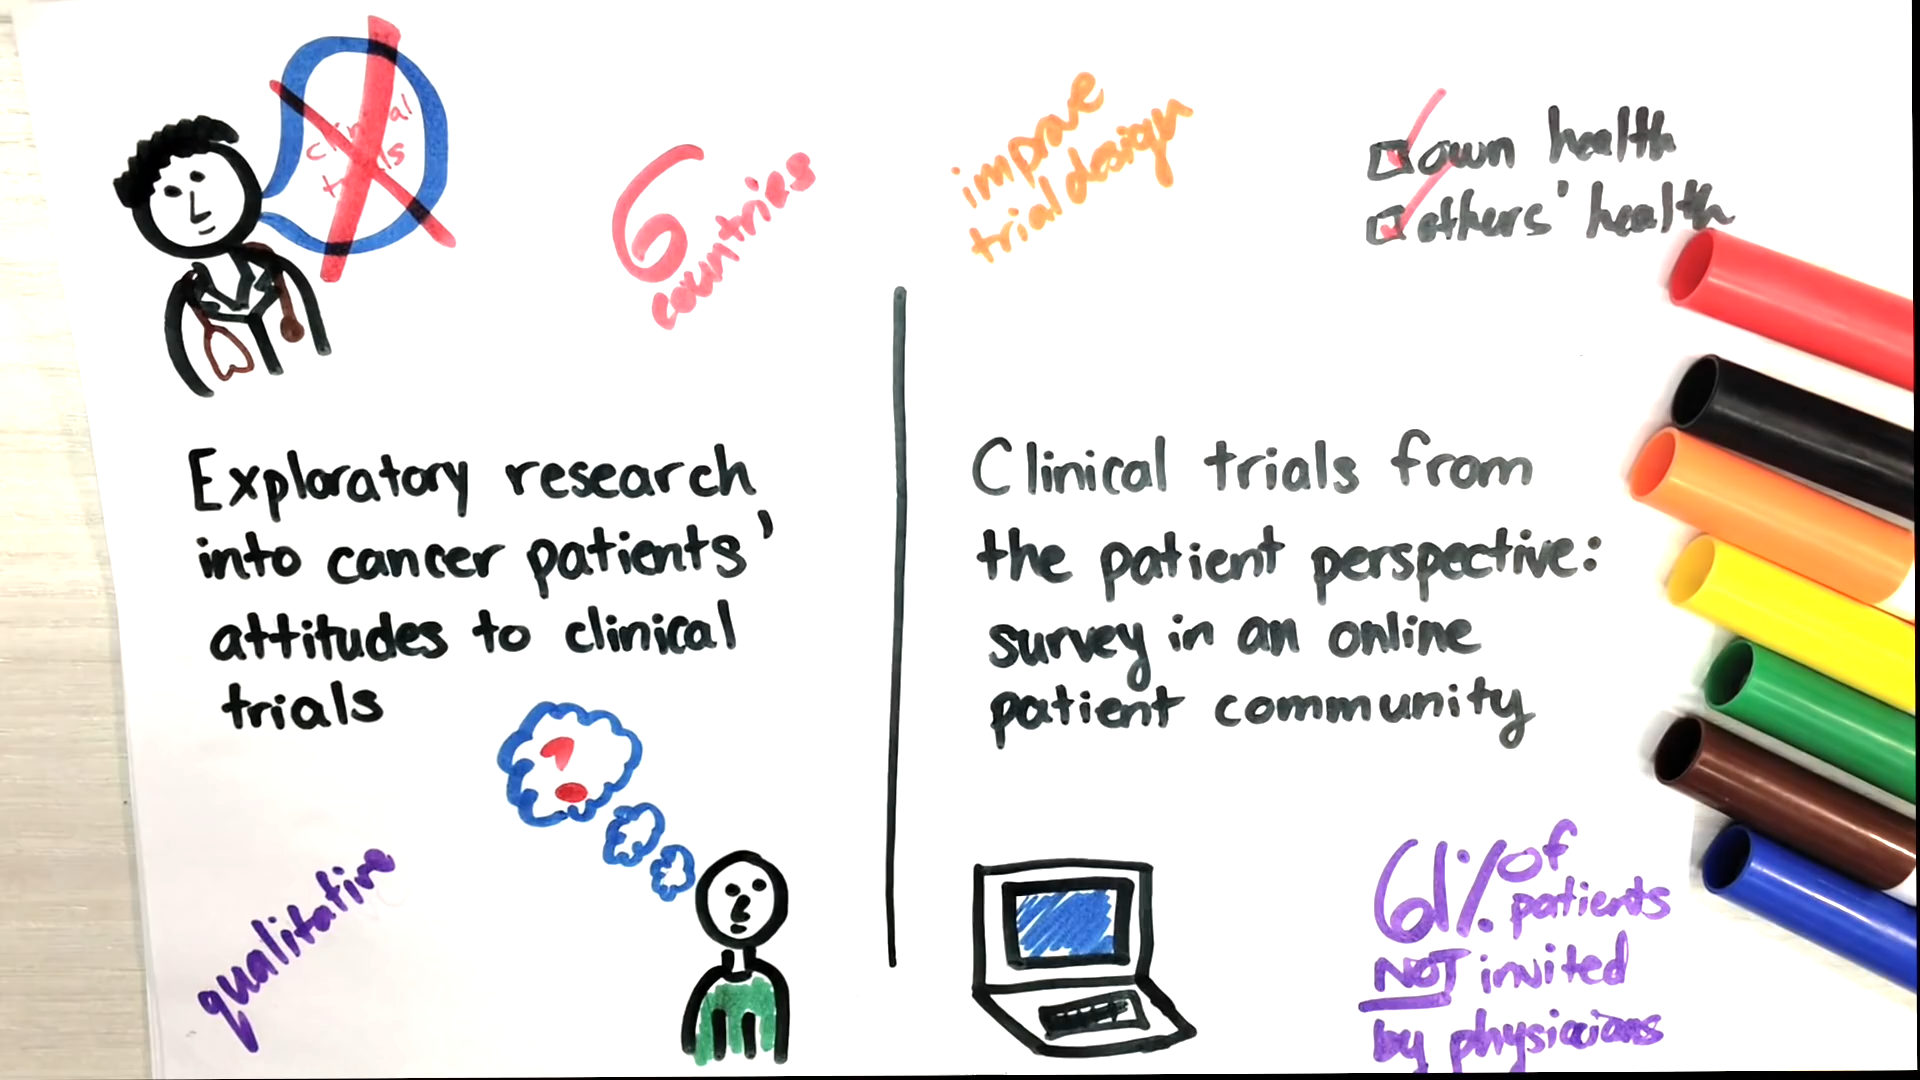 clinical
trials
6
countries
Exploratory research
into cancer patients'
attitudes to clinical
trials
?
qualitative
improve
trial design
own health
others' health
Clinical trials from
the patient perspective:
survey in an online
patient community
61% of
patients
NOT invited
by physicians